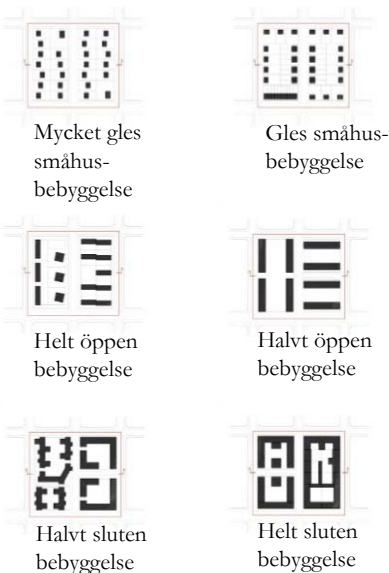 Mycket gles
småhus-
bebyggelse
Gles småhus-
bebyggelse
Helt öppen
bebyggelse
Halvt öppen
bebyggelse
Halvt sluten
bebyggelse
Helt sluten
bebyggelse